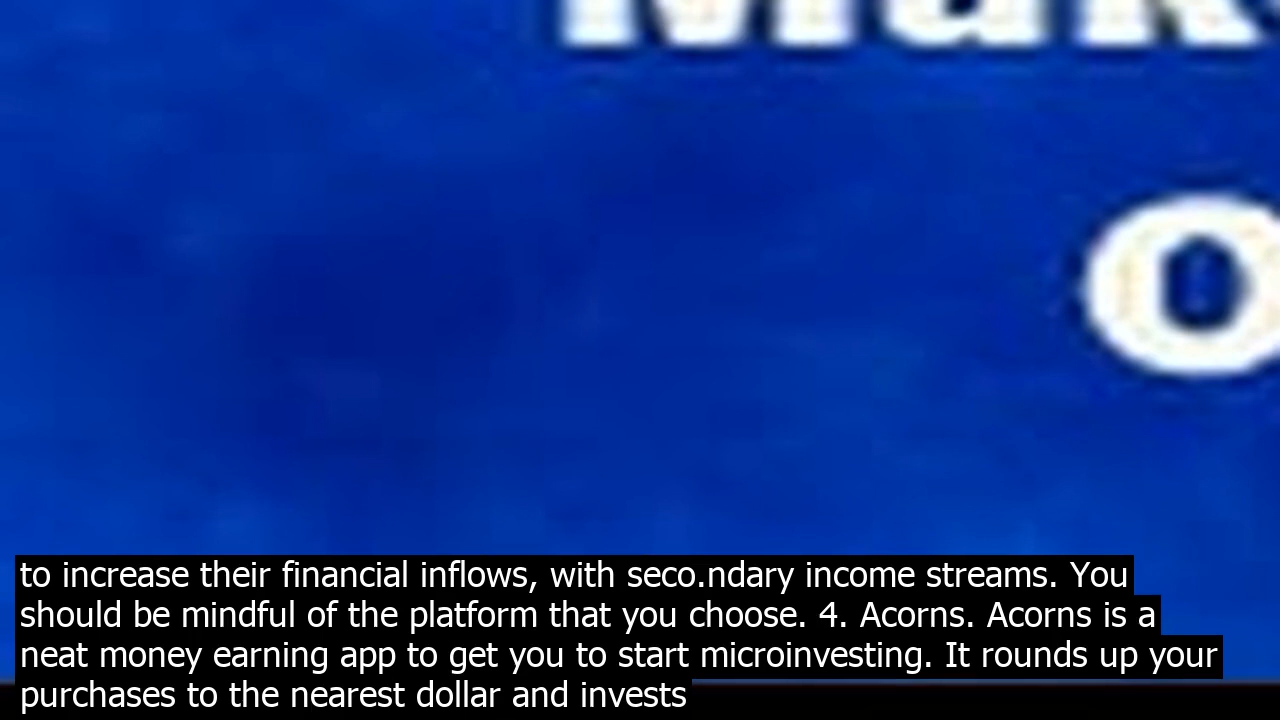 to increase their financial inflows, with seco.ndary income streams. You
should be mindful of the platform that you choose. 4. Acorns. Acorns is a
neat money earning app to get you to start microinvesting. It rounds up your
purchases to the nearest dollar and invests